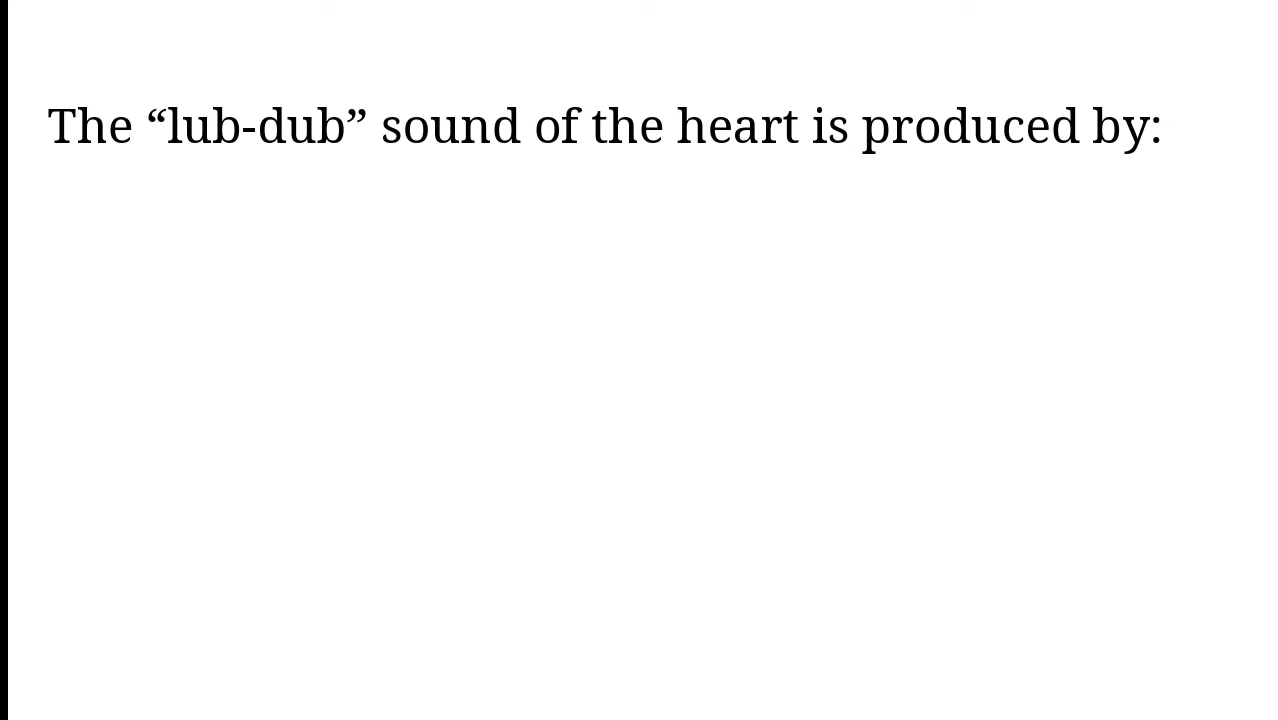 The “lub-dub” sound of the heart is produced by: